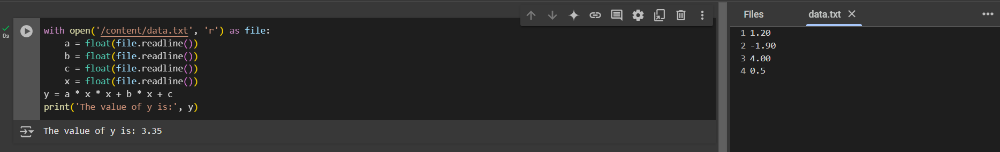 0s
with open('/content/data.txt', 'r') as file:
    a = float(file.readline())
    b = float(file.readline())
    c = float(file.readline())
    x = float(file.readline())
y = a * x * x + b * x + c
print('The value of y is:', y)
The value of y is: 3.35
Files data.txt
1 1.20
2 -1.90
3 4.00
4 0.5